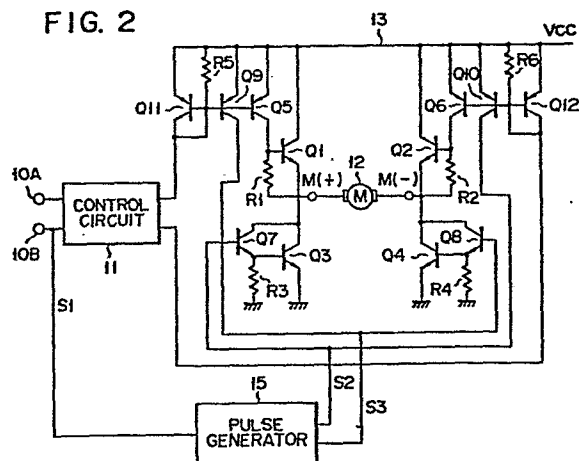 FIG. 2
13
Vcc
R5
Q9
Q10
R6
Q11
Q5
Q6
Q12
Q1
12
Q2
10A
R1
M(+)
M
M(-)
R2
CONTROL CIRCUIT
10B
11
Q7
Q3
Q4
Q8
R3
R4
S1
S2
15
S3
PULSE GENERATOR